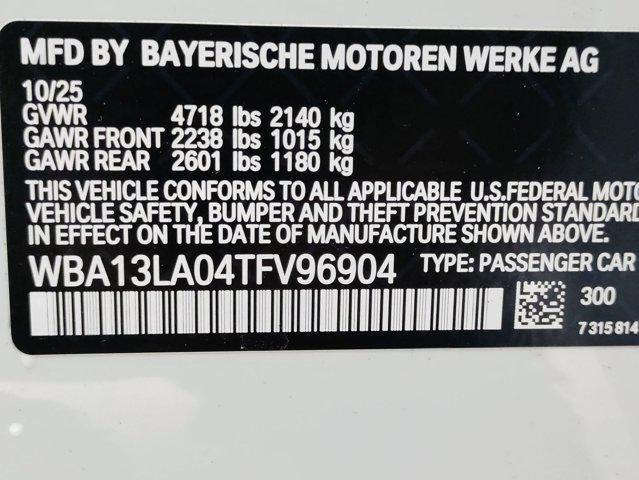 MFD BY BAYERISCHE MOTOREN WERKE AG
10/25
GVWR 4718 lbs 2140 kg
GAWR FRONT 2238 lbs 1015 kg
GAWR REAR 2601 lbs 1180 kg
THIS VEHICLE CONFORMS TO ALL APPLICABLE U.S.FEDERAL MOTO
VEHICLE SAFETY, BUMPER AND THEFT PREVENTION STANDARD
IN EFFECT ON THE DATE OF MANUFACTURE SHOWN ABOVE.
WBA13LA04TFV96904 TYPE: PASSENGER CAR
300
7 315 814